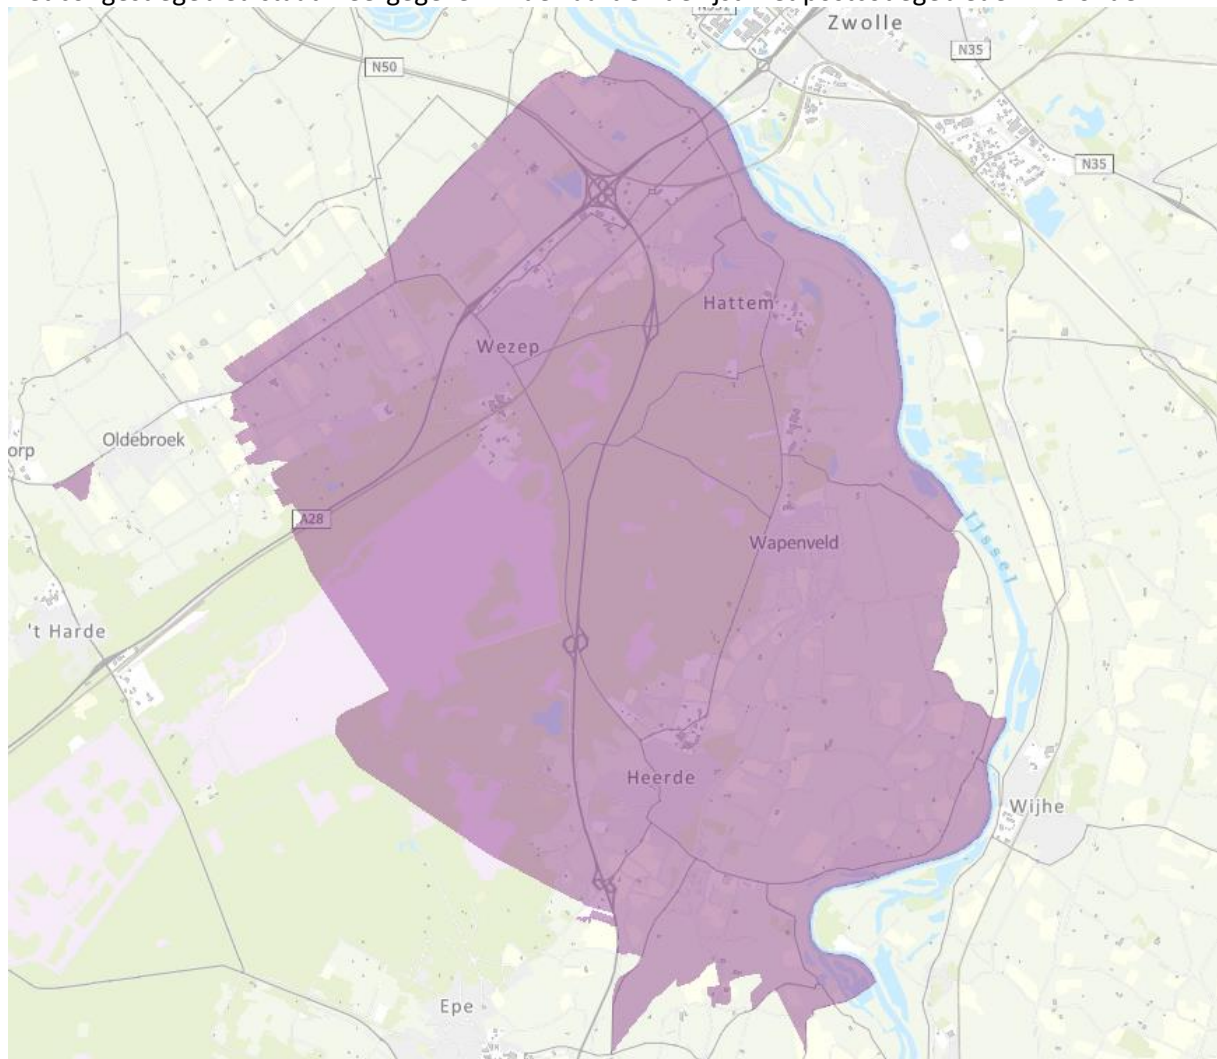 Zwolle
N35
N50
N35
Hattem
Wezep
Oldebroek
orp
A28
IJssel
Wapenveld
't Harde
Heerde
Wijhe
Epe